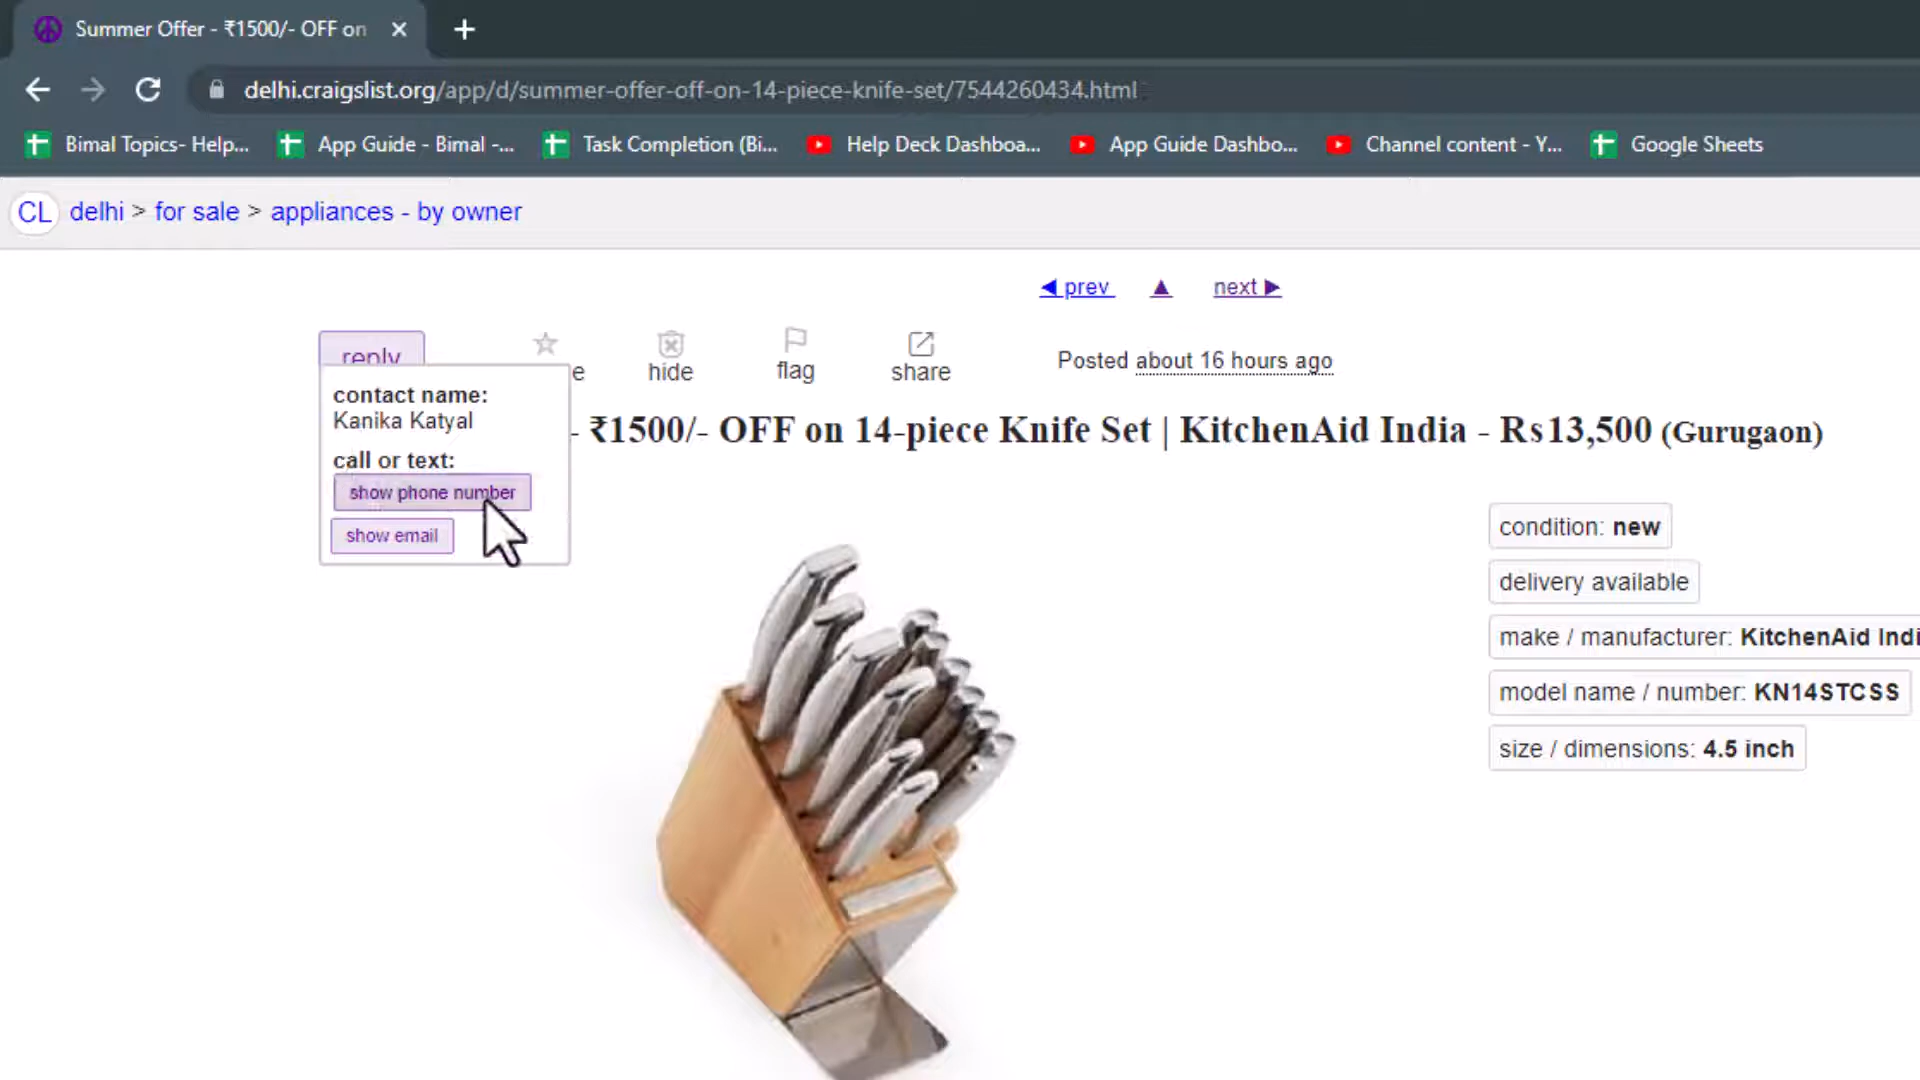 Summer Offer - ₹1500/- OFF on
delhi.craigslist.org/app/d/summer-offer-off-on-14-piece-knife-set/7544260434.html
Bimal Topics- Help... App Guide - Bimal -... Task Completion (Bi... Help Deck Dashboa... App Guide Dashbo... Channel content - Y... Google Sheets
CL delhi > for sale > appliances - by owner
◀ prev ▲ next ▶
reply e hide flag share Posted about 16 hours ago
contact name:
Kanika Katyal
- ₹1500/- OFF on 14-piece Knife Set | KitchenAid India - Rs13,500 (Gurugaon)
call or text:
show phone number
show email
condition: new
delivery available
make / manufacturer: KitchenAid Indi
model name / number: KN14STCSS
size / dimensions: 4.5 inch